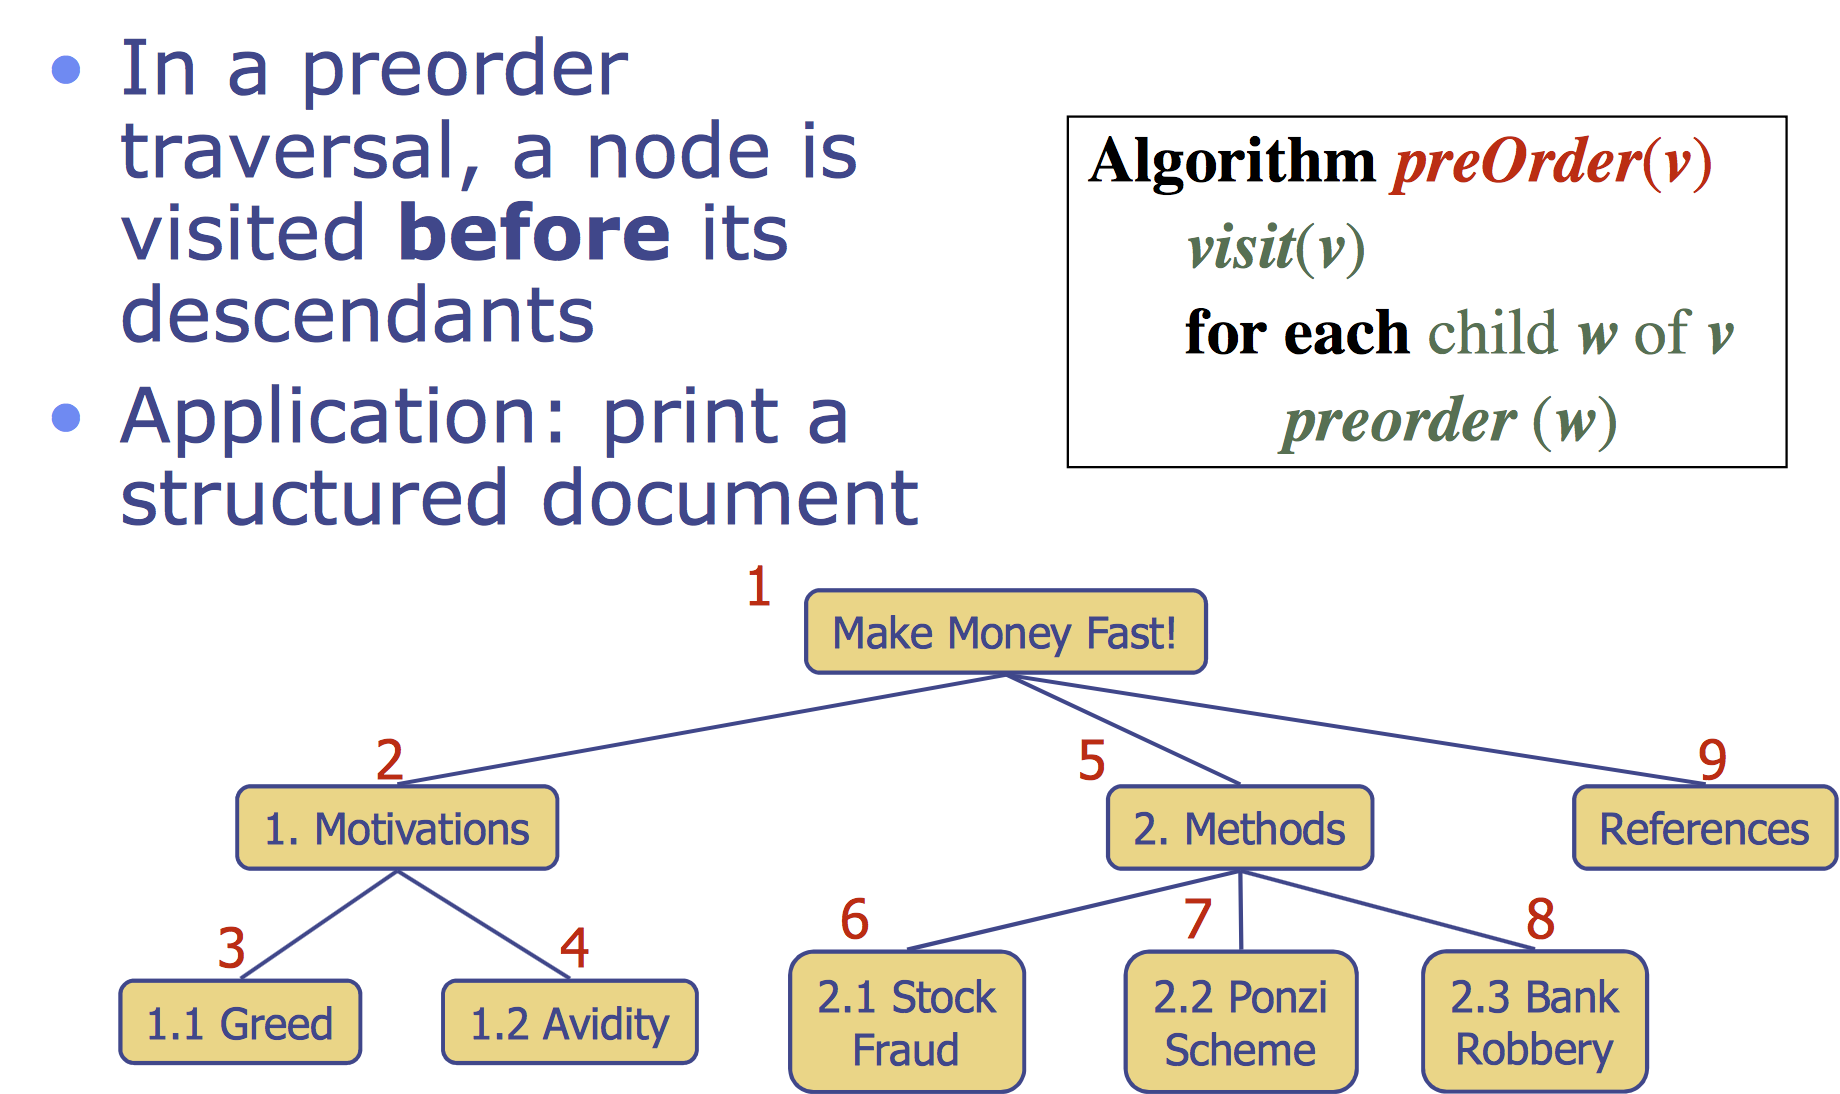 In a preorder
traversal, a node is
visited before its
descendants
Application: print a
structured document
Algorithm preOrder(v)
visit(v)
for each child w of v
preorder (w)
1
Make Money Fast!
2
5
9
1. Motivations
2. Methods
References
3
4
6
7
8
1.1 Greed
1.2 Avidity
2.1 Stock
Fraud
2.2 Ponzi
Scheme
2.3 Bank
Robbery